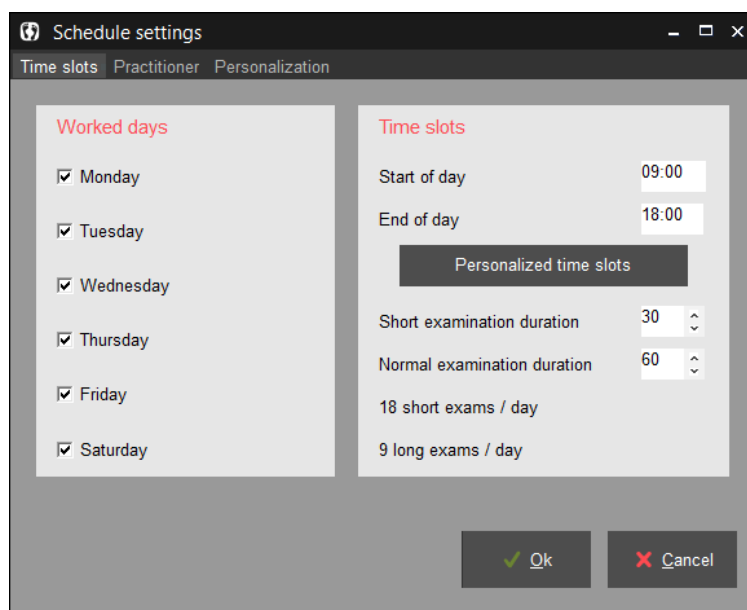 Schedule settings
Time slots Practitioner Personalization
Worked days
Monday
Tuesday
Wednesday
Thursday
Friday
Saturday
Time slots
Start of day 09:00
End of day 18:00
Personalized time slots
Short examination duration 30
Normal examination duration 60
18 short exams / day
9 long exams / day
Ok Cancel